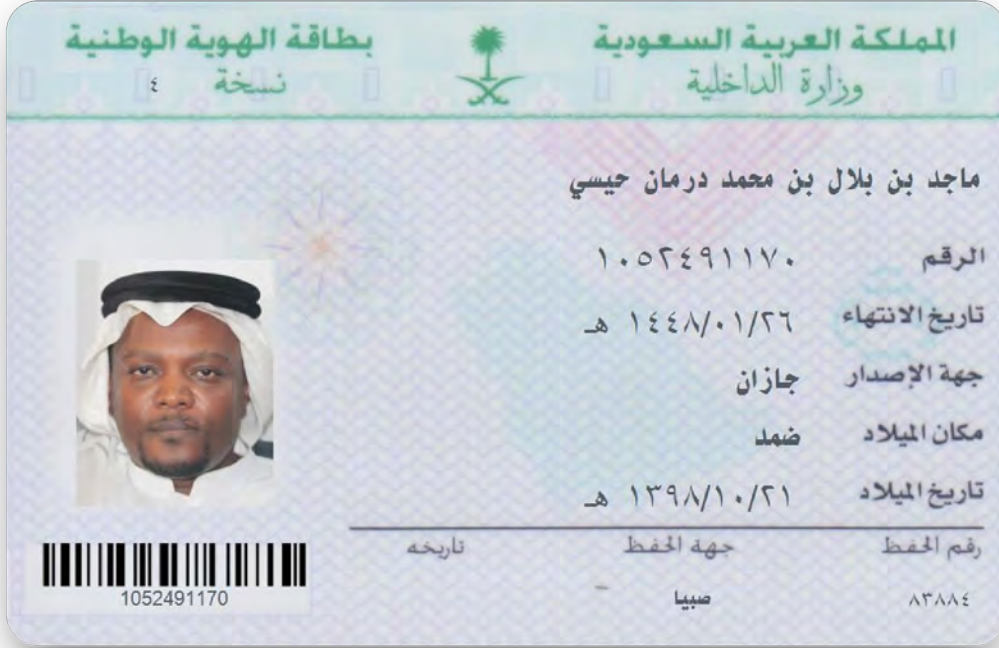 المملكة العربية السعودية
وزارة الداخلية
بطاقة الهوية الوطنية
نسخة ٤
ماجد بن بلال بن محمد درمان حيسي
الرقم ١٠٥٢٤٩١١٧٠
تاريخ الانتهاء ١٤٤٨/٠١/٢٦ هـ
جهة الإصدار جازان
مكان الميلاد ضمد
تاريخ الميلاد ١٣٩٨/١٠/٢١ هـ
رقم الحفظ جهة الحفظ تاريخه
٨٣٨٨٤ صبيا
1052491170